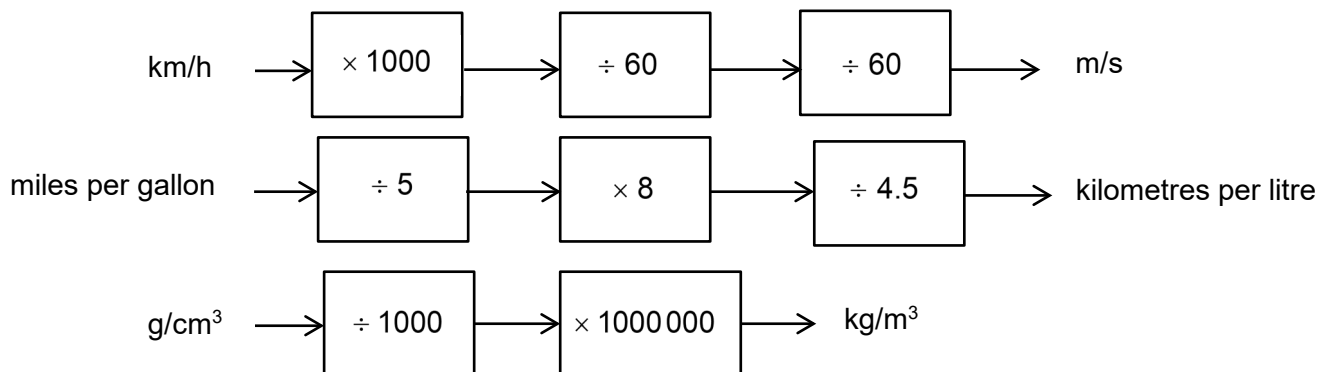 km/h × 1000 ÷ 60 ÷ 60 m/s
miles per gallon ÷ 5 × 8 ÷ 4.5 kilometres per litre
g/cm³ ÷ 1000 × 1000 000 kg/m³